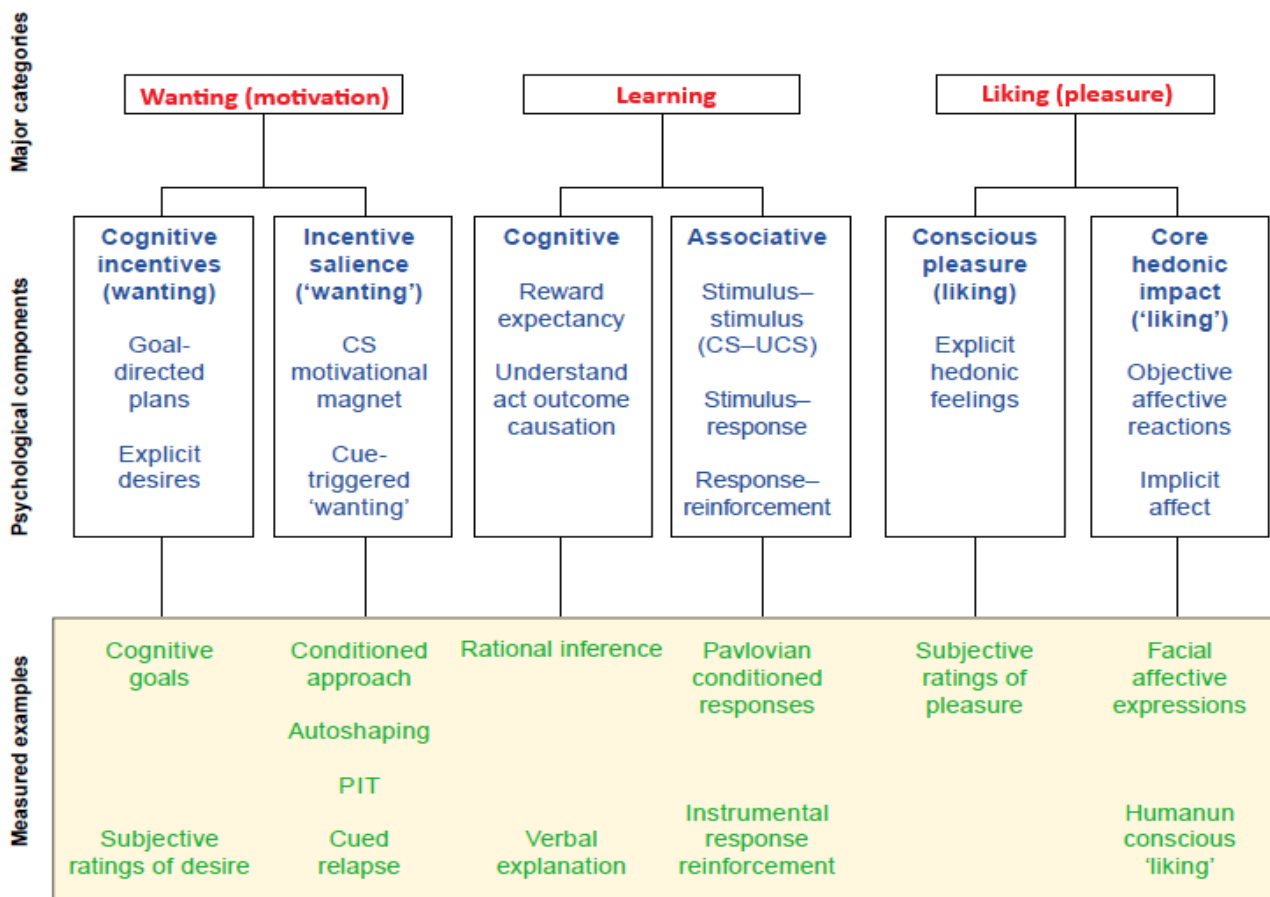 Major categories
Wanting (motivation)
Learning
Liking (pleasure)
Psychological components
Cognitive
incentives
(wanting)
Goal-
directed
plans
Explicit
desires
Incentive
salience
(‘wanting’)
CS
motivational
magnet
Cue-
triggered
‘wanting’
Cognitive
Reward
expectancy
Understand
act outcome
causation
Associative
Stimulus–
stimulus
(CS–UCS)
Stimulus–
response
Response–
reinforcement
Conscious
pleasure
(liking)
Explicit
hedonic
feelings
Core
hedonic
impact
(‘liking’)
Objective
affective
reactions
Implicit
affect
Measured examples
Cognitive
goals
Subjective
ratings of desire
Conditioned
approach
Autoshaping
PIT
Cued
relapse
Rational inference
Verbal
explanation
Pavlovian
conditioned
responses
Instrumental
response
reinforcement
Subjective
ratings of
pleasure
Facial
affective
expressions
Humanun
conscious
‘liking’